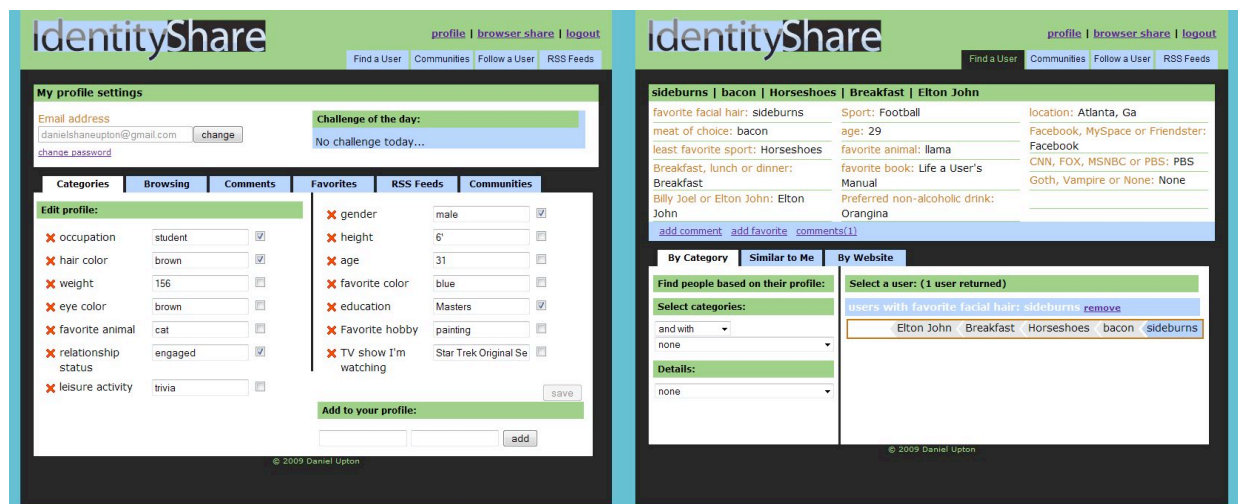 IdentityShare
profile | browser share | logout
Find a User Communities Follow a User RSS Feeds
My profile settings
Email address
danielshaneupton@gmail.com change
change password
Challenge of the day:
No challenge today...
Categories Browsing Comments Favorites RSS Feeds Communities
Edit profile:
occupation student
hair color brown
weight 156
eye color brown
favorite animal cat
relationship status engaged
leisure activity trivia
gender male
height 6'
age 31
favorite color blue
education Masters
Favorite hobby painting
TV show I'm watching Star Trek Original Se
save
Add to your profile:
add
© 2009 Daniel Upton
IdentityShare
profile | browser share | logout
Find a User Communities Follow a User RSS Feeds
sideburns | bacon | Horseshoes | Breakfast | Elton John
favorite facial hair: sideburns
meat of choice: bacon
least favorite sport: Horseshoes
Breakfast, lunch or dinner:
Breakfast
Billy Joel or Elton John: Elton
John
Sport: Football
age: 29
favorite animal: llama
favorite book: Life a User's
Manual
Preferred non-alcoholic drink:
Orangina
location: Atlanta, Ga
Facebook, MySpace or Friendster:
Facebook
CNN, FOX, MSNBC or PBS: PBS
Goth, Vampire or None: None
add comment add favorite comments(1)
By Category Similar to Me By Website
Find people based on their profile:
Select categories:
and with
none
Details:
none
Select a user: (1 user returned)
users with favorite facial hair: sideburns remove
Elton John Breakfast Horseshoes bacon sideburns
© 2009 Daniel Upton